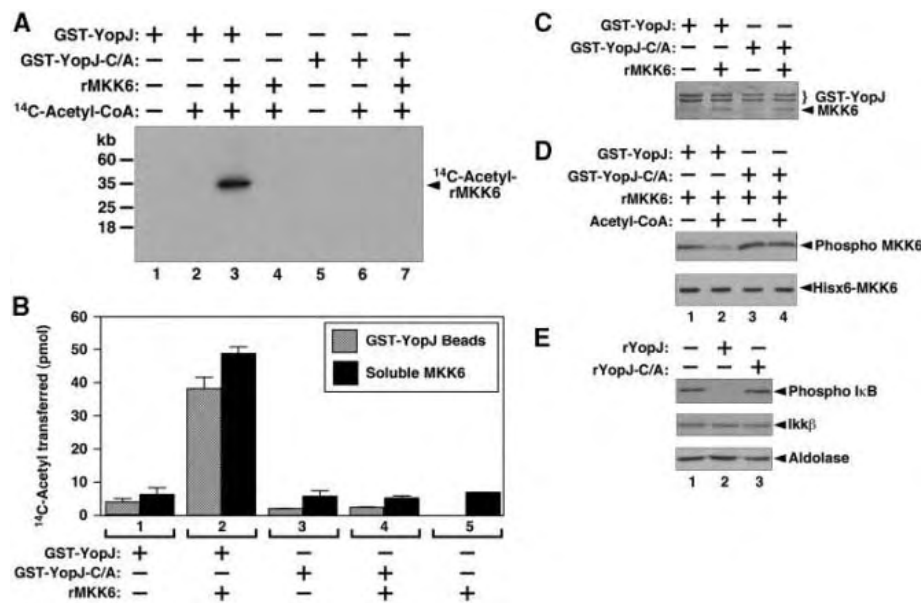 A
GST-YopJ: + + + − − − −
GST-YopJ-C/A: − − − − + + +
rMKK6: − − + + − − +
¹⁴C-Acetyl-CoA: − + + + − + +
kb
60
35
25
18
¹⁴C-Acetyl-
rMKK6
1 2 3 4 5 6 7
B
¹⁴C-Acetyl transferred (pmol)
60
50
40
30
20
10
0
GST-YopJ Beads
Soluble MKK6
1 2 3 4 5
GST-YopJ: + + − − −
GST-YopJ-C/A: − − + + −
rMKK6: − + − + +
C
GST-YopJ: + + − −
GST-YopJ-C/A: − − + +
rMKK6: − + − +
} GST-YopJ
MKK6
D
GST-YopJ: + + − −
GST-YopJ-C/A: − − + +
rMKK6: + + + +
Acetyl-CoA: − + − +
Phospho MKK6
Hisx6-MKK6
1 2 3 4
E
rYopJ: − + −
rYopJ-C/A: − − +
Phospho IκB
Ikkβ
Aldolase
1 2 3